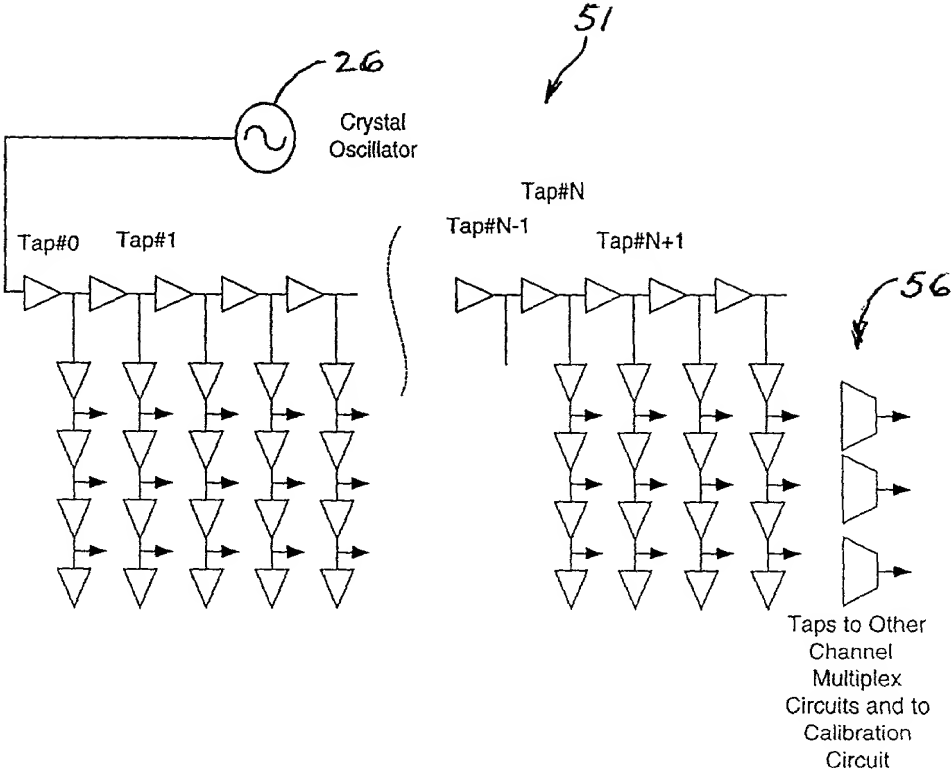 51
26
Crystal
Oscillator
Tap#N
Tap#N-1
Tap#0
Tap#1
Tap#N+1
56
Taps to Other
Channel
Multiplex
Circuits and to
Calibration
Circuit